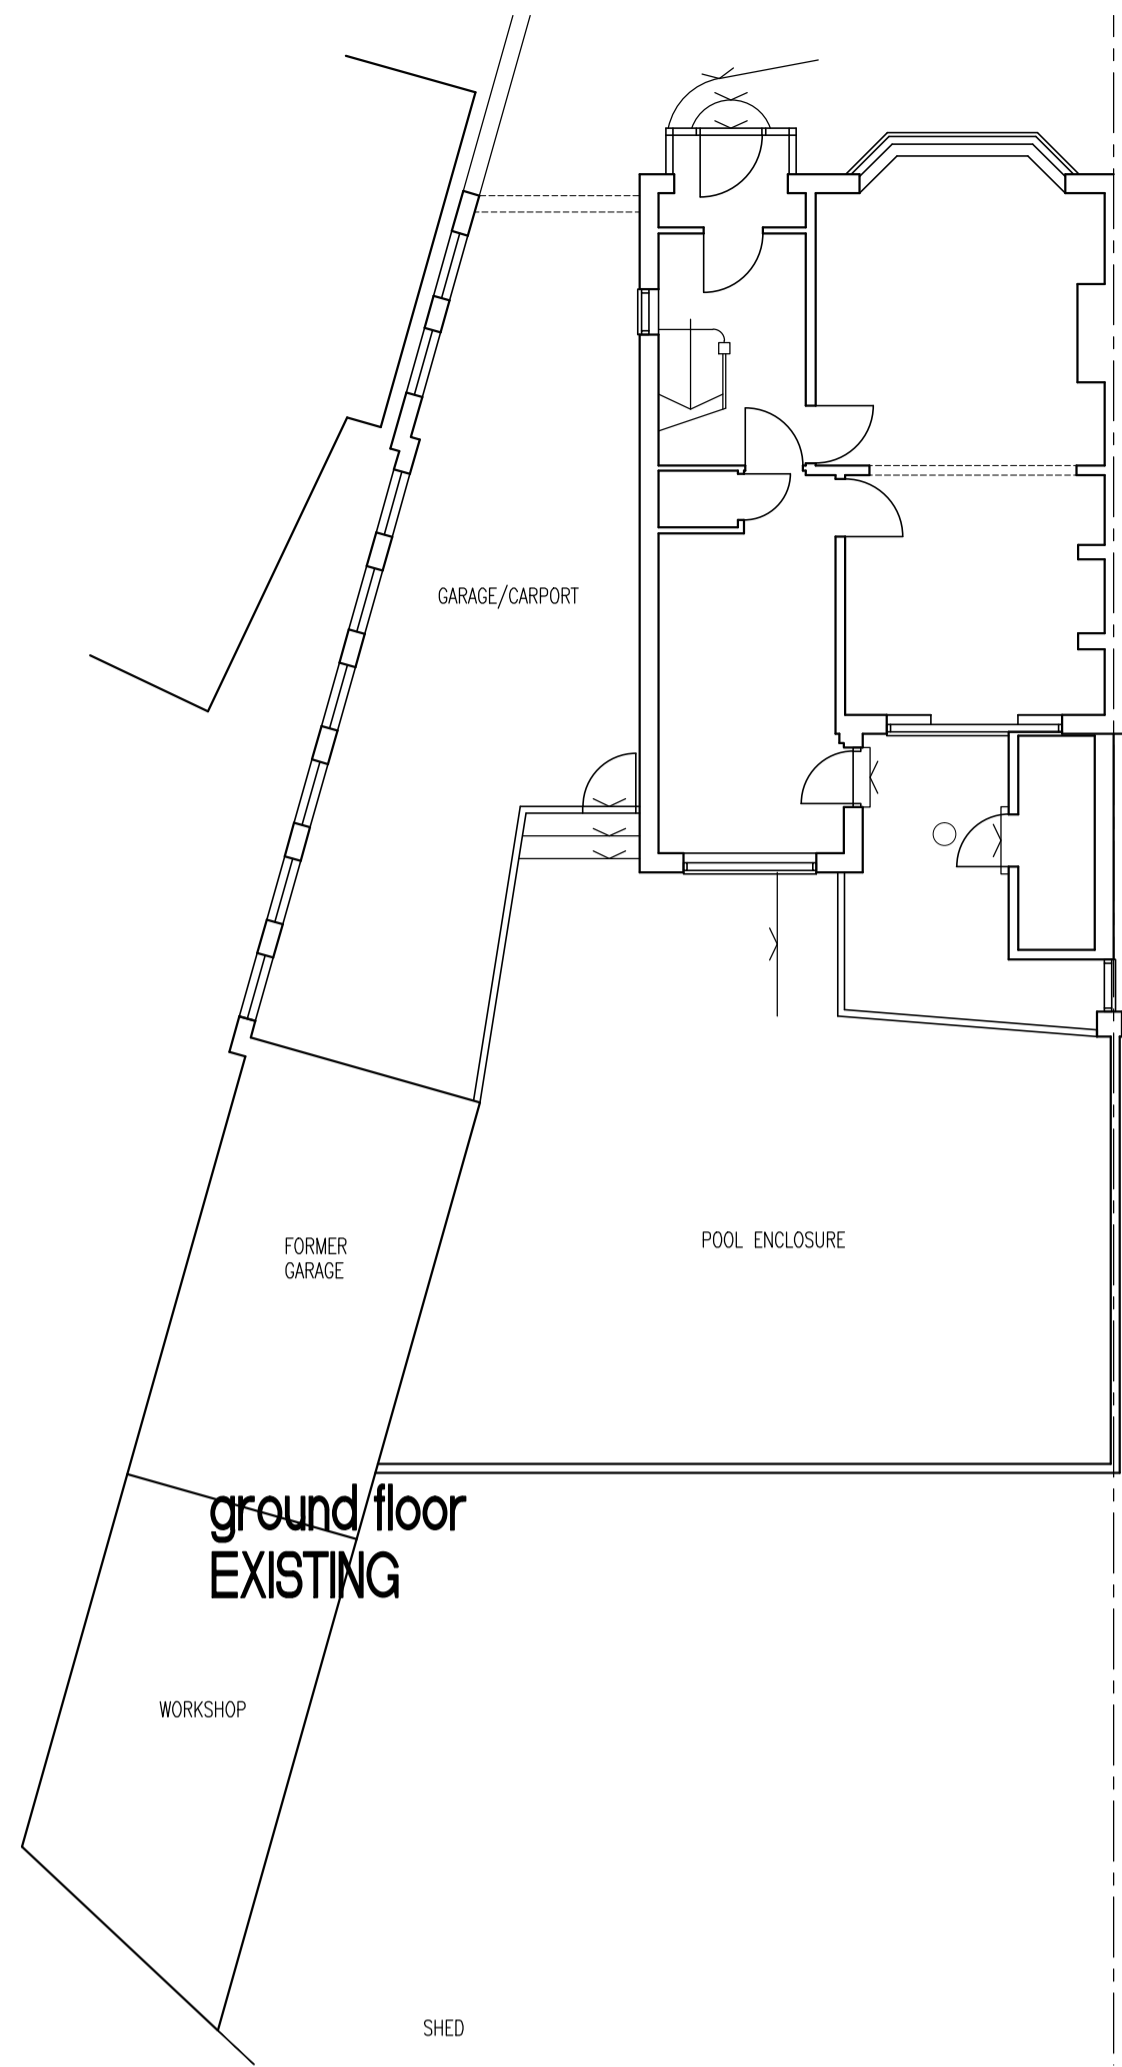 GARAGE/CARPORT
POOL ENCLOSURE
FORMER
GARAGE
ground floor
EXISTING
WORKSHOP
SHED